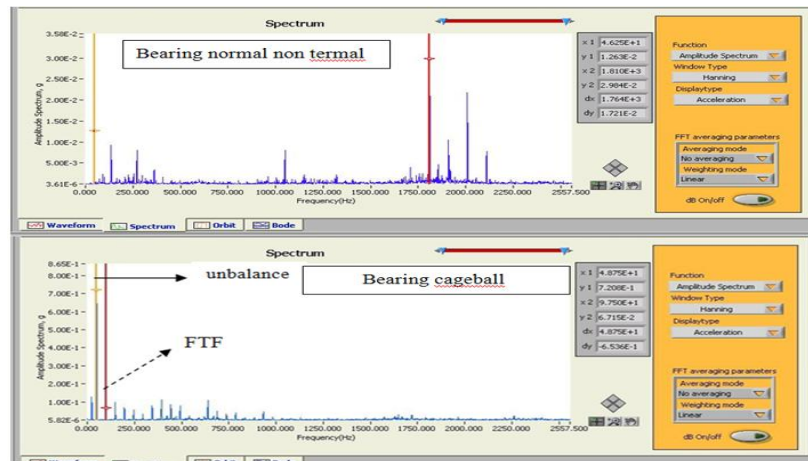 Spectrum
3.58E-2
3.00E-2
2.50E-2
2.00E-2
1.50E-2
1.00E-2
5.00E-3
3.61E-6
Amplitude Spectrum, g
Bearing normal non termal
0.000 250.000 500.000 750.000 1000.000 1250.000 1500.000 1750.000 2000.000 2250.000 2557.500
Frequency(Hz)
x 1 4.625E+1
y 1 1.263E-2
x 2 1.810E+3
y 2 2.984E-2
dx 1.764E+3
dy 1.721E-2
Function
Amplitude Spectrum
Window Type
Hanning
Displaytype
Acceleration
FFT averaging parameters
Averaging mode
No averaging
Weighting mode
Linear
dB On/off
Waveform Spectrum Orbit Bode
Spectrum
8.65E-1
8.00E-1
7.00E-1
6.00E-1
5.00E-1
4.00E-1
3.00E-1
2.00E-1
1.00E-1
5.82E-6
Amplitude Spectrum, g
unbalance
Bearing cageball
FTF
0.000 250.000 500.000 750.000 1000.000 1250.000 1500.000 1750.000 2000.000 2250.000 2557.500
Frequency(Hz)
x 1 4.875E+1
y 1 7.208E-1
x 2 9.750E+1
y 2 6.715E-2
dx 4.875E+1
dy -6.536E-1
Function
Amplitude Spectrum
Window Type
Hanning
Displaytype
Acceleration
FFT averaging parameters
Averaging mode
No averaging
Weighting mode
Linear
dB On/off